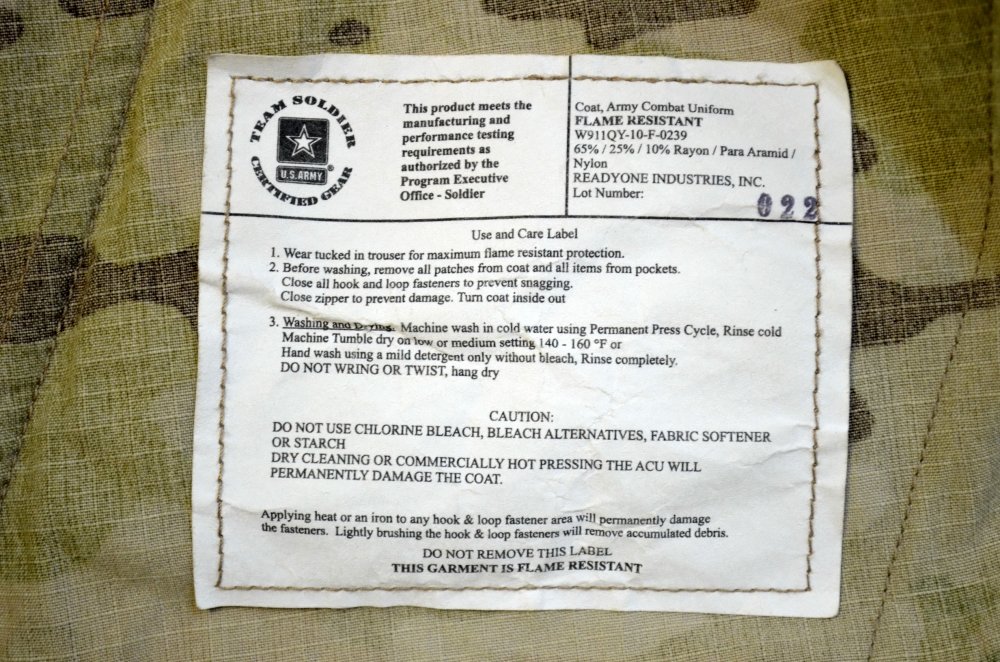 TEAM SOLDIER
U.S. ARMY
®
CERTIFIED GEAR
This product meets the
manufacturing and
performance testing
requirements as
authorized by the
Program Executive
Office - Soldier
Coat, Army Combat Uniform
FLAME RESISTANT
W911QY-10-F-0239
65% / 25% / 10% Rayon / Para Aramid /
Nylon
READYONE INDUSTRIES, INC.
Lot Number:
022
Use and Care Label
1. Wear tucked in trouser for maximum flame resistant protection.
2. Before washing, remove all patches from coat and all items from pockets.
Close all hook and loop fasteners to prevent snagging.
Close zipper to prevent damage. Turn coat inside out
3. Washing and Drying. Machine wash in cold water using Permanent Press Cycle, Rinse cold
Machine Tumble dry on low or medium setting 140 - 160 °F or
Hand wash using a mild detergent only without bleach, Rinse completely.
DO NOT WRING OR TWIST, hang dry
CAUTION:
DO NOT USE CHLORINE BLEACH, BLEACH ALTERNATIVES, FABRIC SOFTENER
OR STARCH
DRY CLEANING OR COMMERCIALLY HOT PRESSING THE ACU WILL
PERMANENTLY DAMAGE THE COAT.
Applying heat or an iron to any hook & loop fastener area will permanently damage
the fasteners. Lightly brushing the hook & loop fasteners will remove accumulated debris.
DO NOT REMOVE THIS LABEL
THIS GARMENT IS FLAME RESISTANT